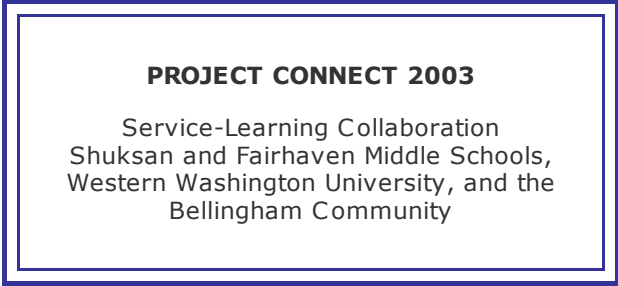 PROJECT CONNECT 2003
Service-Learning Collaboration
Shuksan and Fairhaven Middle Schools,
Western Washington University, and the
Bellingham Community